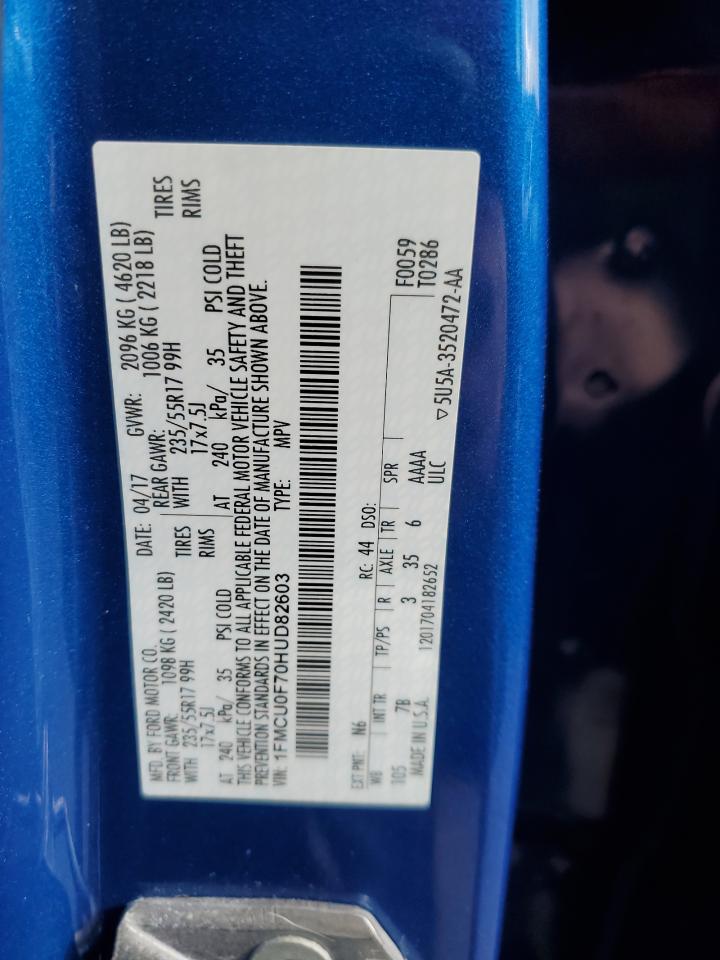 MFD. BY FORD MOTOR CO. DATE: 04/17 GVWR: 2096 KG ( 4620 LB)
FRONT GAWR: 1098 KG ( 2420 LB) REAR GAWR: 1006 KG ( 2218 LB)
WITH 235/55R17 99H TIRES WITH 235/55R17 99H TIRES
17x7.5J RIMS 17x7.5J RIMS
AT 240 kPa/ 35 PSI COLD AT 240 kPa/ 35 PSI COLD
THIS VEHICLE CONFORMS TO ALL APPLICABLE FEDERAL MOTOR VEHICLE SAFETY AND THEFT
PREVENTION STANDARDS IN EFFECT ON THE DATE OF MANUFACTURE SHOWN ABOVE.
VIN: 1FMCU0F70HUD82603 TYPE: MPV
EXT PNT: N6 RC: 44 DSO:
WB INT TR TP/PS R AXLE TR SPR F0059
105 7B 3 35 6 AAAA T0286
MADE IN U.S.A. 1201704182652 ULC ▽5U5A-3520472-AA